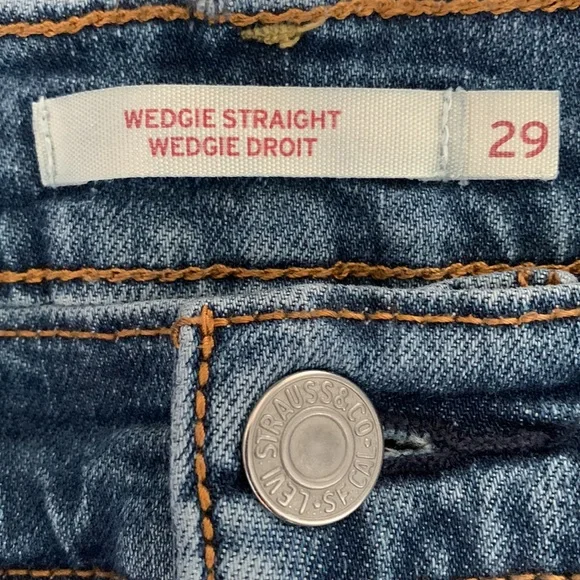 WEDGIE STRAIGHT
WEDGIE DROIT
29
LEVI STRAUSS & CO·
S.F. CAL·